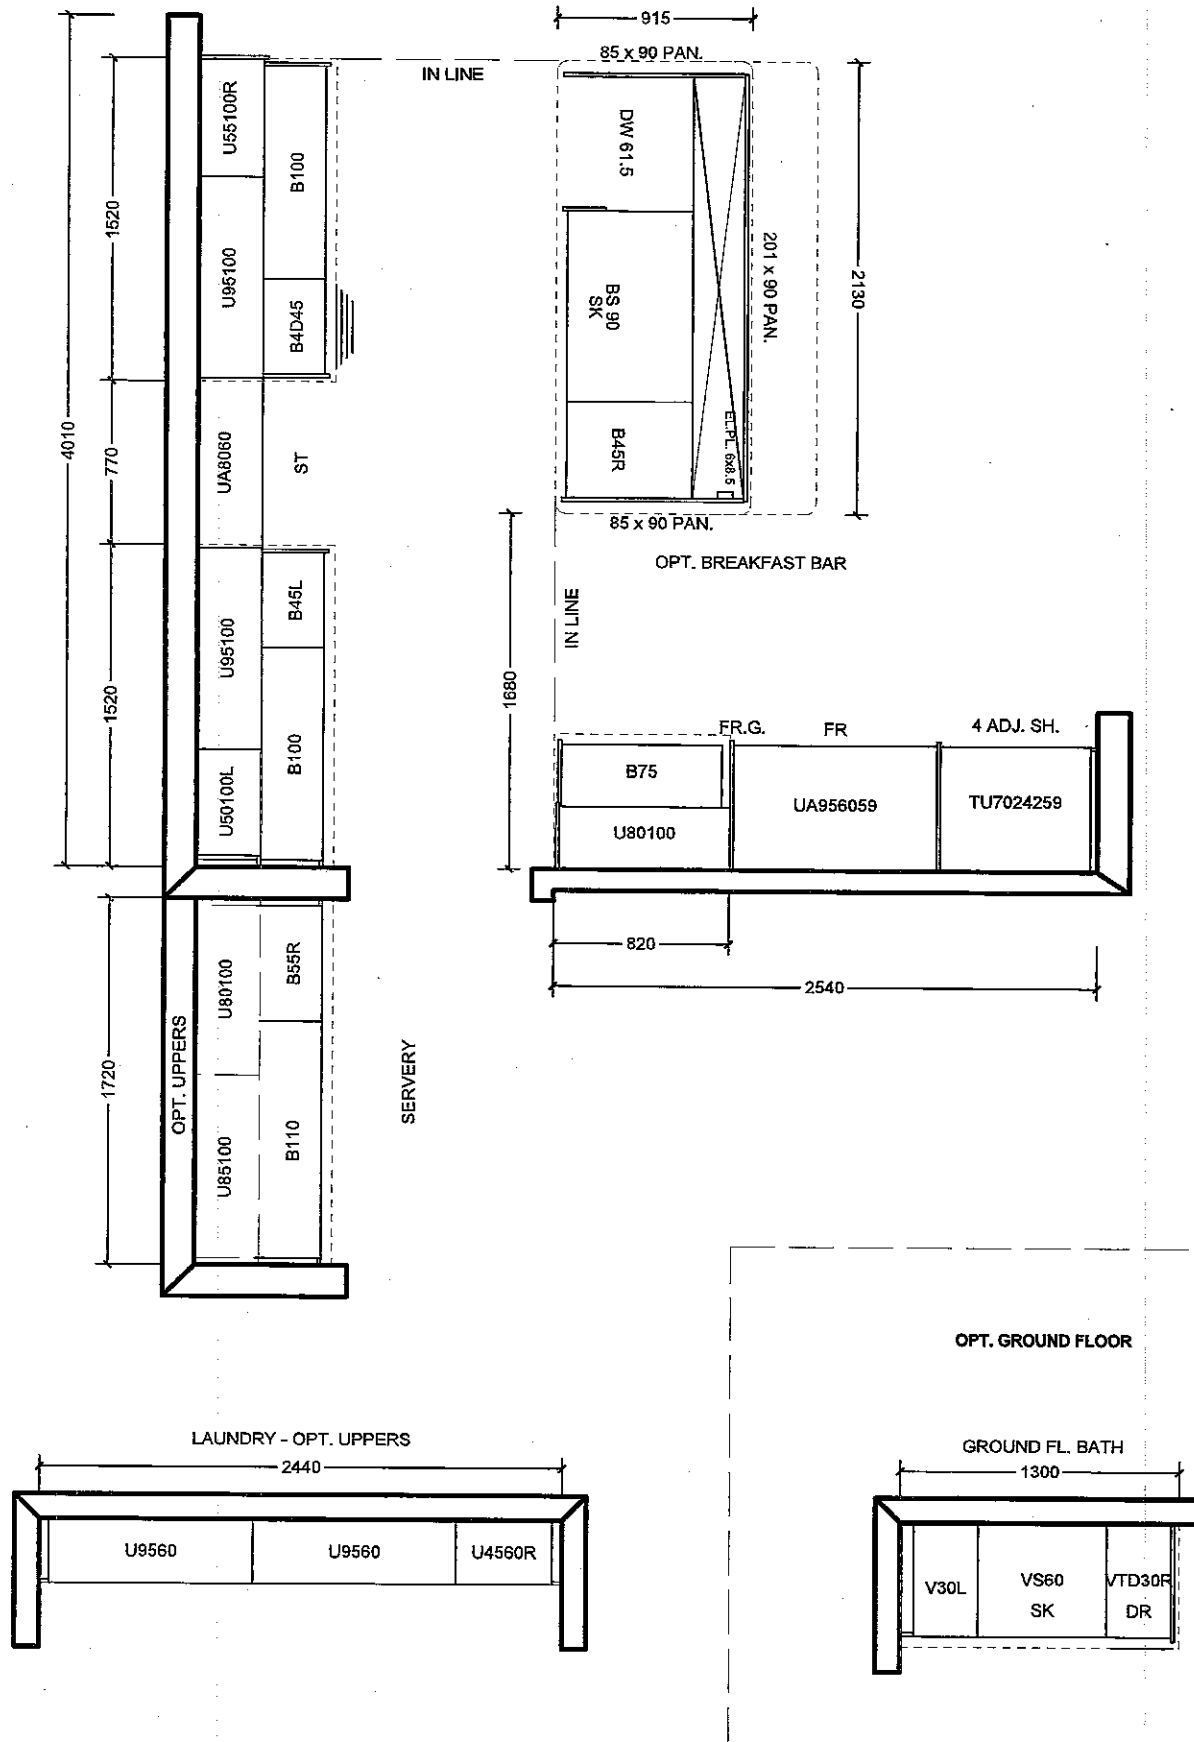 915
85 x 90 PAN.
IN LINE
U55100R
B100
DW 61.5
1520
201 x 90 PAN.
2130
U95100
BS 90
SK
B4D45
4010
770
UA8060
ST
B45R
EL.PL. 6x8.5
85 x 90 PAN.
OPT. BREAKFAST BAR
IN LINE
B45L
U95100
1520
1680
FR.G.
FR
4 ADJ. SH.
B100
U50100L
B75
U80100
UA956059
TU7024259
820
2540
U80100
B55R
OPT. UPPERS
1720
SERVERY
U85100
B110
OPT. GROUND FLOOR
LAUNDRY - OPT. UPPERS
2440
U9560
U9560
U4560R
GROUND FL. BATH
1300
V30L
VS60
SK
VTD30R
DR